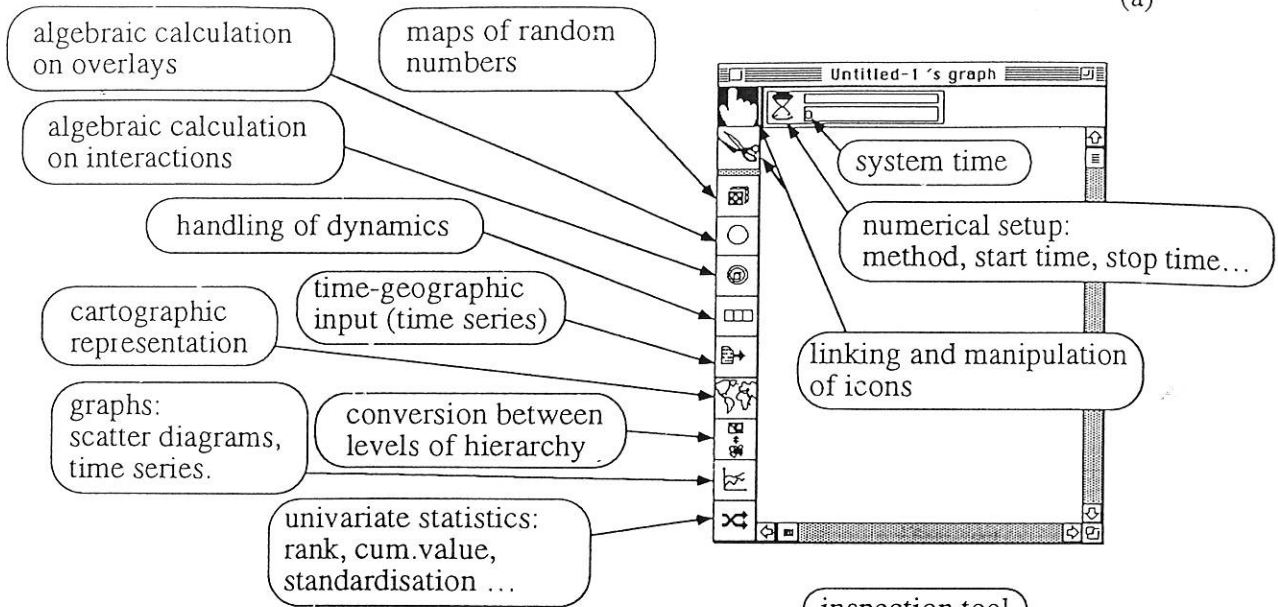 (a)
algebraic calculation
on overlays
maps of random
numbers
Untitled-1 's graph
algebraic calculation
on interactions
system time
handling of dynamics
numerical setup:
method, start time, stop time...
time-geographic
input (time series)
cartographic
representation
linking and manipulation
of icons
graphs:
scatter diagrams,
time series.
conversion between
levels of hierarchy
univariate statistics:
rank, cum.value,
standardisation ...
inspection tool